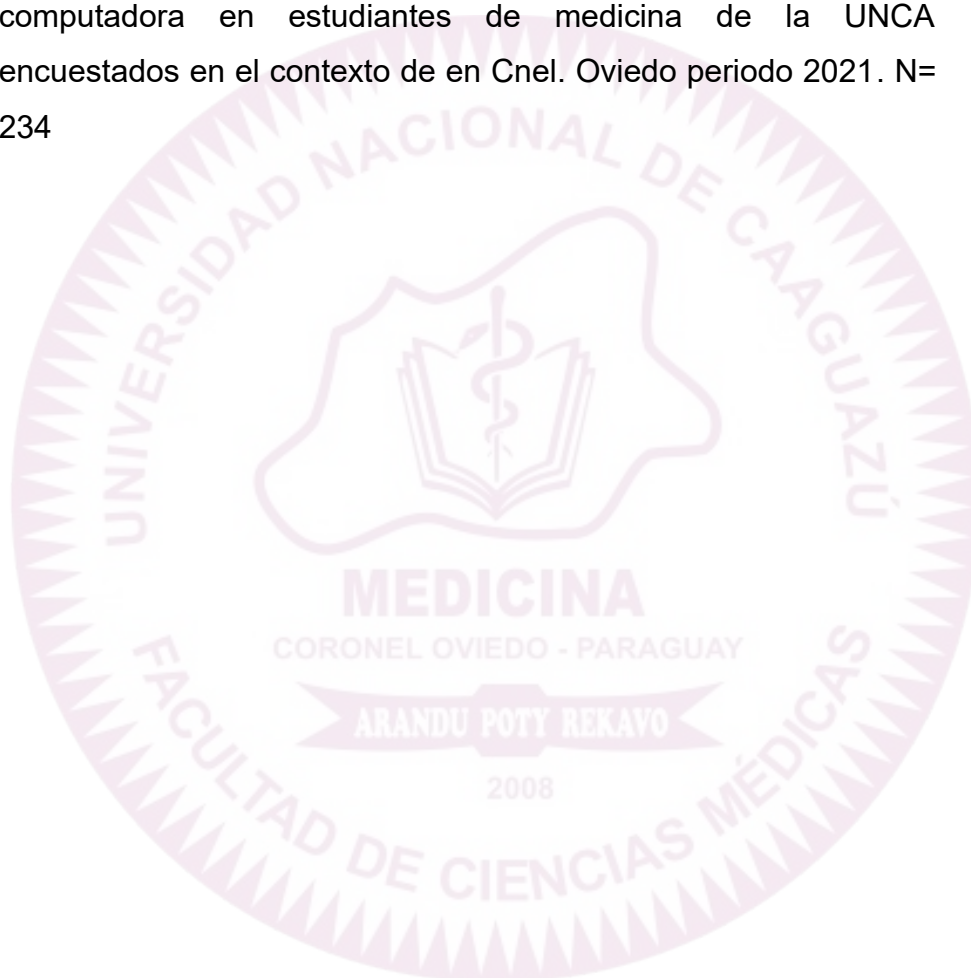 computadora en estudiantes de medicina de la UNCA
encuestados en el contexto de en Cnel. Oviedo periodo 2021. N=
234
UNIVERSIDAD NACIONAL DE CAAGUAZÚ
MEDICINA
CORONEL OVIEDO - PARAGUAY
ARANDU POTY REKAVO
2008
FACULTAD DE CIENCIAS MÉDICAS